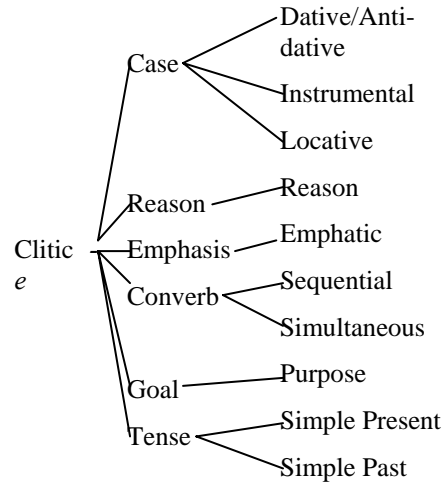 Dative/Anti-
dative
Case
Instrumental
Locative
Reason
Reason
Emphatic
Clitic
Emphasis
e
Sequential
Converb
Simultaneous
Purpose
Goal
Simple Present
Tense
Simple Past